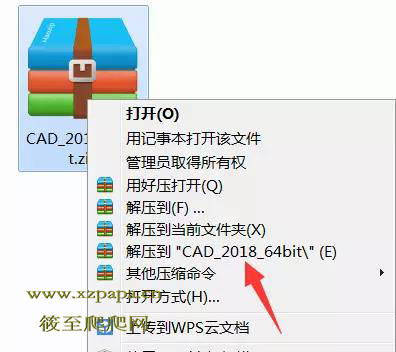 Haozip
CAD_201
t.zi
打开(O)
用记事本打开该文件
管理员取得所有权
用好压打开(Q)
解压到(F) ...
解压到当前文件夹(X)
解压到 "CAD_2018_64bit\" (E)
其他压缩命令
打开方式(H)...
www.xzpapa.cn
筱至爬爬网
上传到WPS云文档